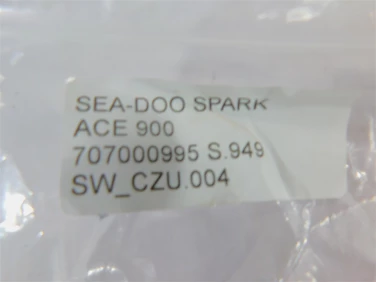 SEA-DOO SPARK
ACE 900
707000995 S.949
SW_CZU.004